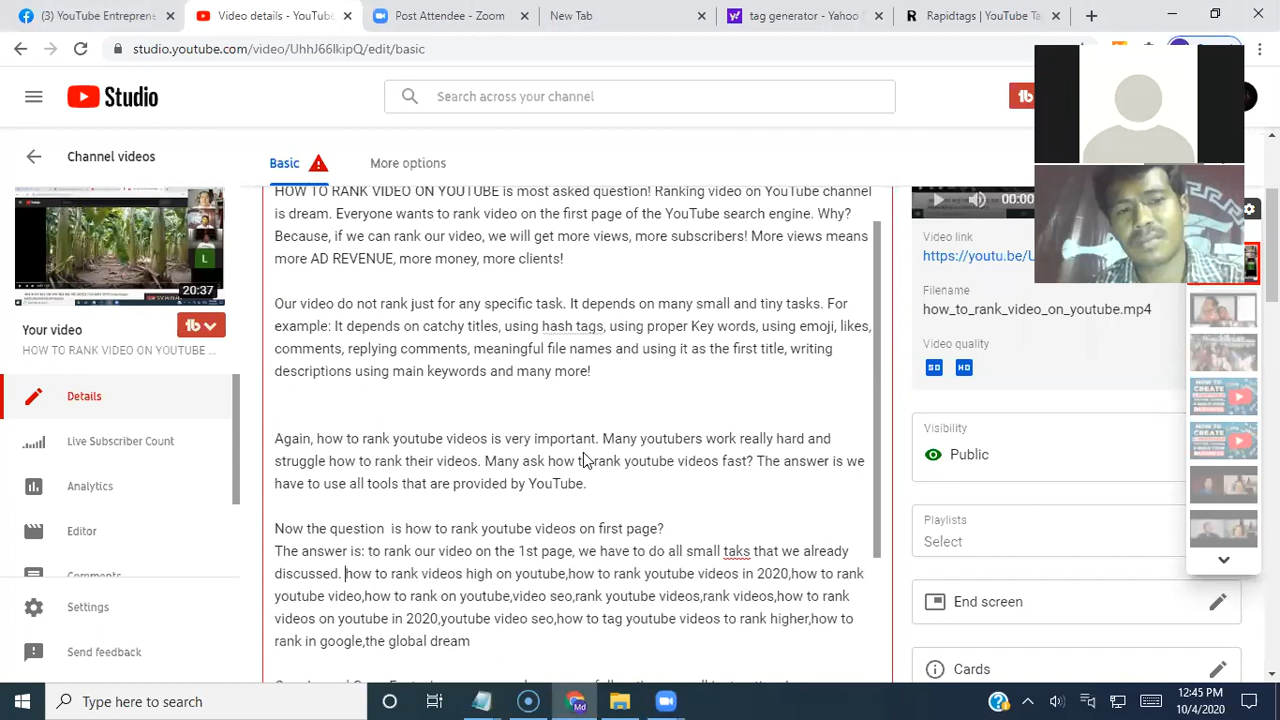 (3) YouTube Entrepren
Video details - YouTube
Post Attendee - Zoom
New Tab
tag generator - Yahoo
Rapidtags | YouTube Ta
studio.youtube.com/video/UhhJ66IkipQ/edit/basic
Studio
Search across your channel
Channel videos
Basic
More options
HOW TO RANK VIDEO ON YOUTUBE is most asked question! Ranking video on YouTube channel
is dream. Everyone wants to rank video on the first page of the YouTube search engine. Why?
Because, if we can rank our video, we will get more views, more subscribers! More views means
more AD REVENUE, more money, more clients!
Our video do not rank just for any specific task. It depends on many small and tiny tasks. For
example: It depends on catchy titles, using hash tags, using proper Key words, using emoji, likes,
comments, replying comments, meaningful file names and using it as the first title, writing
descriptions using main keywords and many more!
Again, how to rank youtube videos is very important. Many youtubers work really hard and
struggle how to rank their videos. Many ask how to rank youtube videos fast? The answer is we
have to use all tools that are provided by YouTube.
Now the question is how to rank youtube videos on first page?
The answer is: to rank our video on the 1st page, we have to do all small taks that we already
discussed. how to rank videos high on youtube,how to rank youtube videos in 2020,how to rank
youtube video,how to rank on youtube,video seo,rank youtube videos,rank videos,how to rank
videos on youtube in 2020,youtube video seo,how to tag youtube videos to rank higher,how to
rank in google,the global dream
L
20:37
Your video
HOW TO RANK VIDEO ON YOUTUBE ...
Details
Live Subscriber Count
Analytics
Editor
Comments
Settings
Send feedback
00:00
Video link
https://youtu.be/U
Filename
how_to_rank_video_on_youtube.mp4
Video quality
SD HD
Visibility
Public
Playlists
Select
End screen
Cards
Type here to search
12:45 PM
10/4/2020